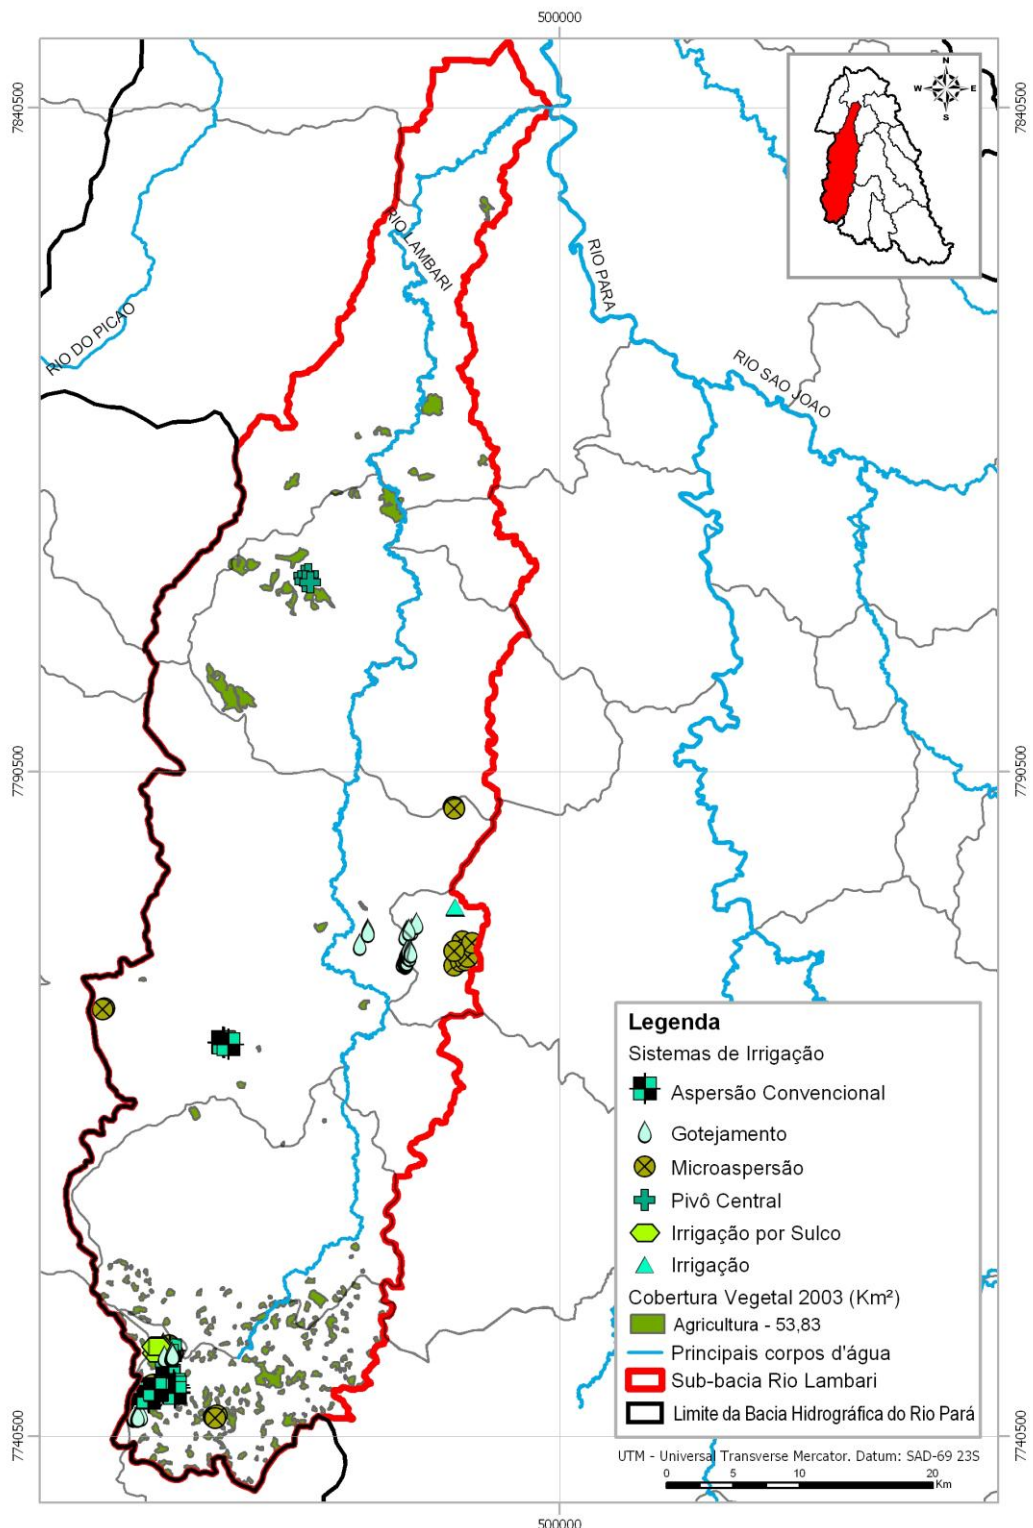 500000
7840500
7840500
N
W E
S
RIO LAMBARI
RIO PARA
RIO DO PICAO
RIO SAO JOAO
7790500
7790500
Legenda
Sistemas de Irrigação
Aspersão Convencional
Gotejamento
Microaspersão
Pivô Central
Irrigação por Sulco
Irrigação
Cobertura Vegetal 2003 (Km²)
Agricultura - 53,83
Principais corpos d'água
Sub-bacia Rio Lambari
Limite da Bacia Hidrográfica do Rio Pará
7740500
7740500
UTM - Universal Transverse Mercator. Datum: SAD-69 23S
0 5 10 20
Km
500000